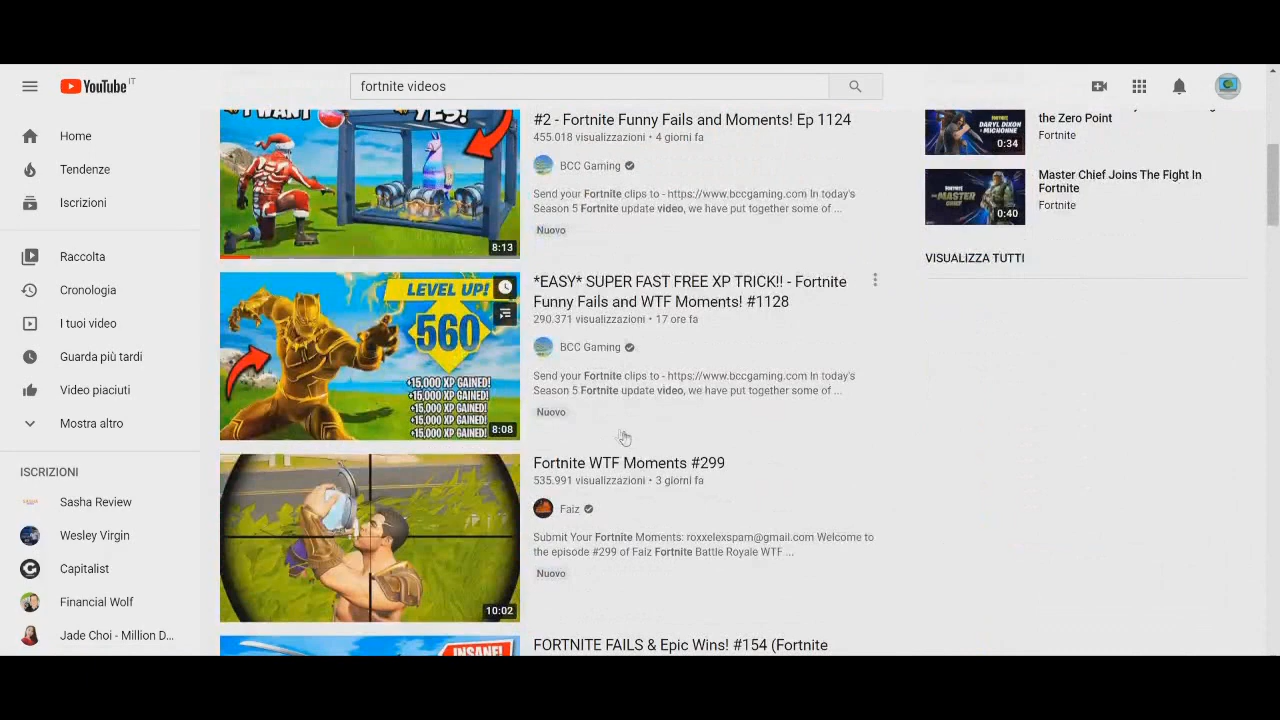 YouTube IT
fortnite videos
Home
Tendenze
Iscrizioni
Raccolta
Cronologia
I tuoi video
Guarda più tardi
Video piaciuti
Mostra altro
ISCRIZIONI
Sasha Review
Wesley Virgin
Capitalist
Financial Wolf
Jade Choi - Million D...
I WANT
YES!
8:13
#2 - Fortnite Funny Fails and Moments! Ep 1124
455.018 visualizzazioni • 4 giorni fa
BCC Gaming
Send your Fortnite clips to - https://www.bccgaming.com In today's
Season 5 Fortnite update video, we have put together some of ...
Nuovo
LEVEL UP!
560
+15,000 XP GAINED!
+15,000 XP GAINED!
+15,000 XP GAINED!
+15,000 XP GAINED!
+15,000 XP GAINED!
8:08
*EASY* SUPER FAST FREE XP TRICK!! - Fortnite
Funny Fails and WTF Moments! #1128
290.371 visualizzazioni • 17 ore fa
BCC Gaming
Send your Fortnite clips to - https://www.bccgaming.com In today's
Season 5 Fortnite update video, we have put together some of ...
Nuovo
10:02
Fortnite WTF Moments #299
535.991 visualizzazioni • 3 giorni fa
Faiz
Submit Your Fortnite Moments: roxxelexspam@gmail.com Welcome to
the episode #299 of Faiz Fortnite Battle Royale WTF ...
Nuovo
INSANE!
FORTNITE FAILS & Epic Wins! #154 (Fortnite
FORTNITE
DARYL DIXON
& MICHONNE
0:34
the Zero Point
Fortnite
MASTER CHIEF
0:40
Master Chief Joins The Fight In
Fortnite
Fortnite
VISUALIZZA TUTTI